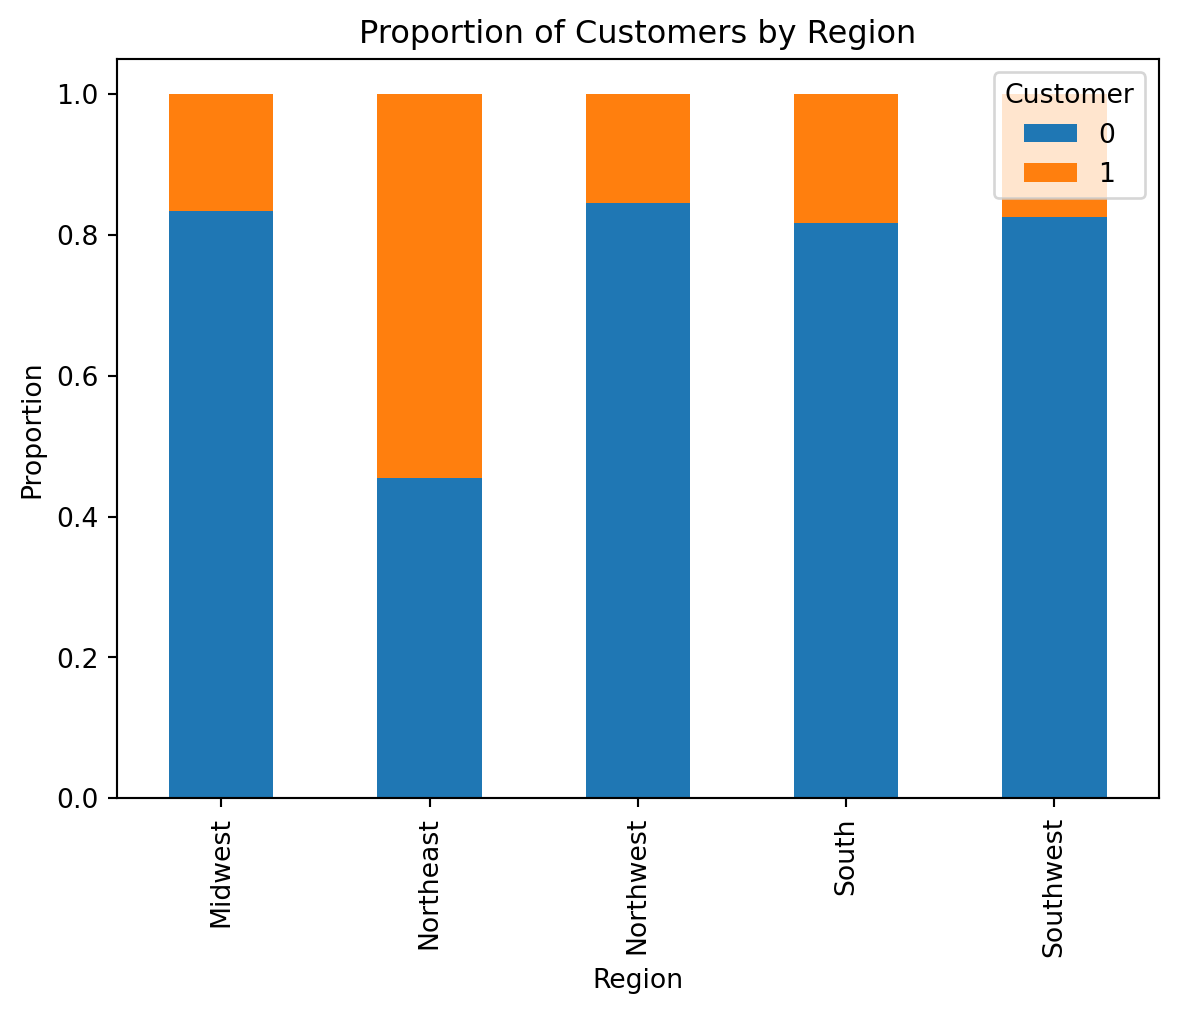 Proportion of Customers by Region
Customer
0
1
1.0
0.8
0.6
0.4
0.2
0.0
Proportion
Midwest
Northeast
Northwest
South
Southwest
Region